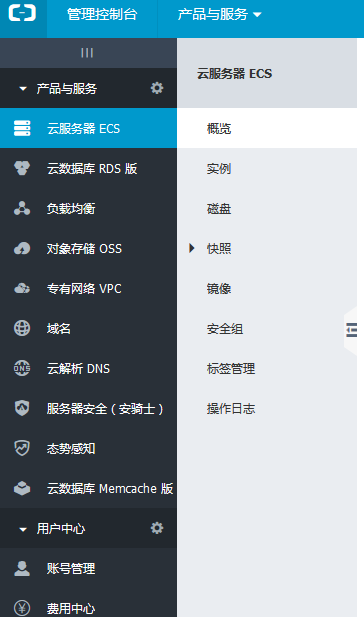 管理控制台 产品与服务
产品与服务
云服务器 ECS
云数据库 RDS 版
负载均衡
对象存储 OSS
专有网络 VPC
域名
DNS 云解析 DNS
服务器安全（安骑士）
态势感知
云数据库 Memcache 版
用户中心
账号管理
费用中心
云服务器 ECS
概览
实例
磁盘
快照
镜像
安全组
标签管理
操作日志